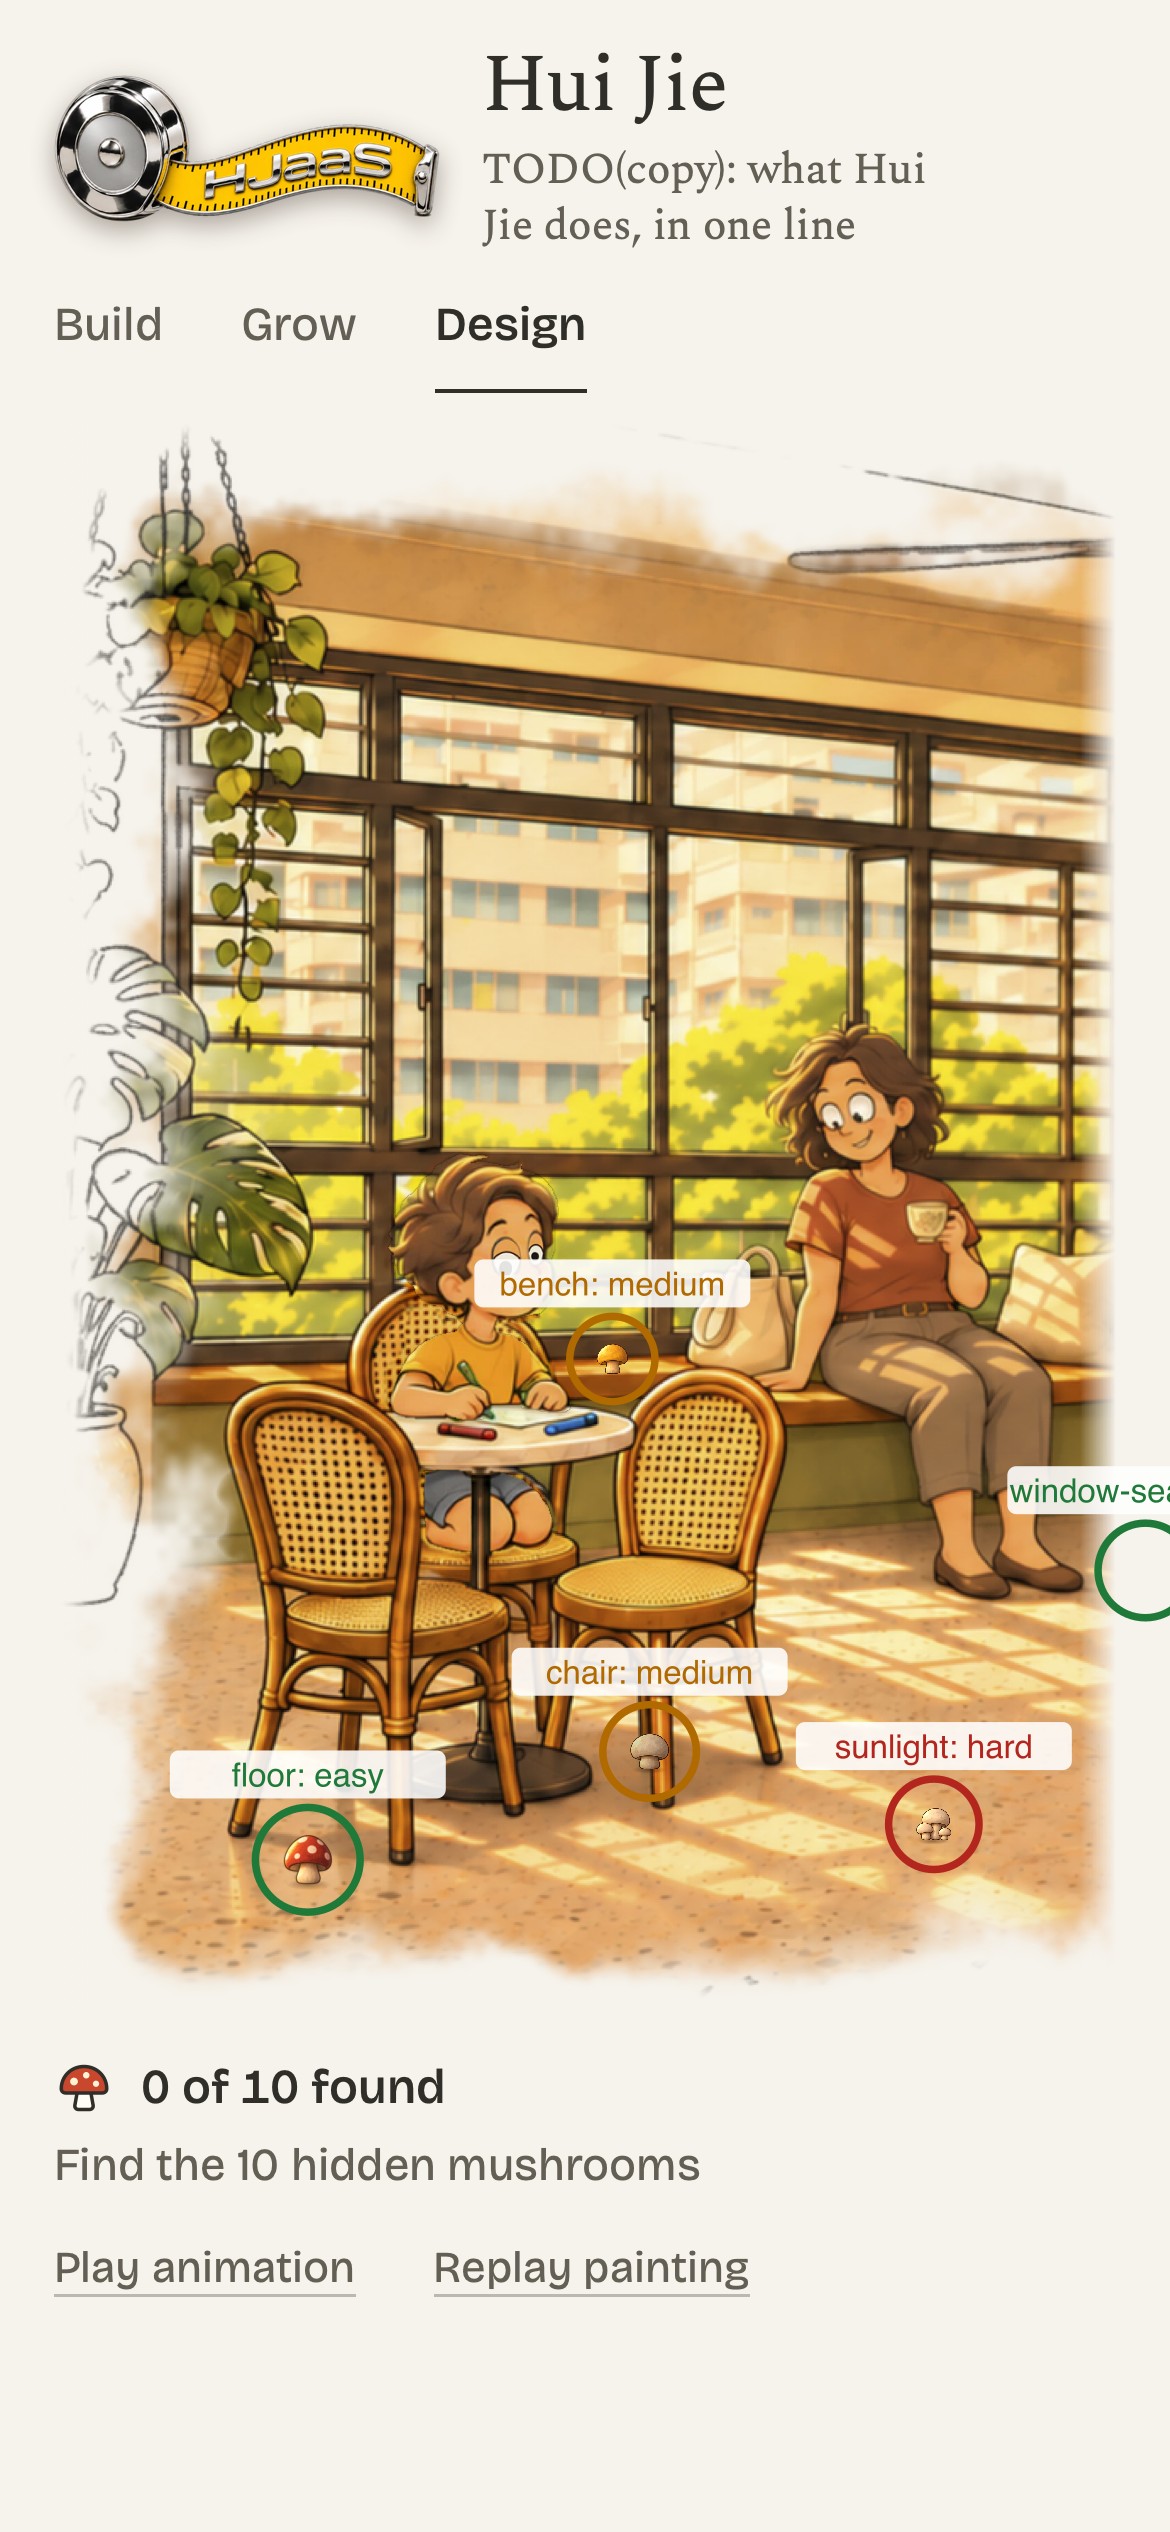 HJaaS
Hui Jie
TODO(copy): what Hui
Jie does, in one line
Build
Grow
Design
bench: medium
window-sea
chair: medium
sunlight: hard
floor: easy
0 of 10 found
Find the 10 hidden mushrooms
Play animation
Replay painting